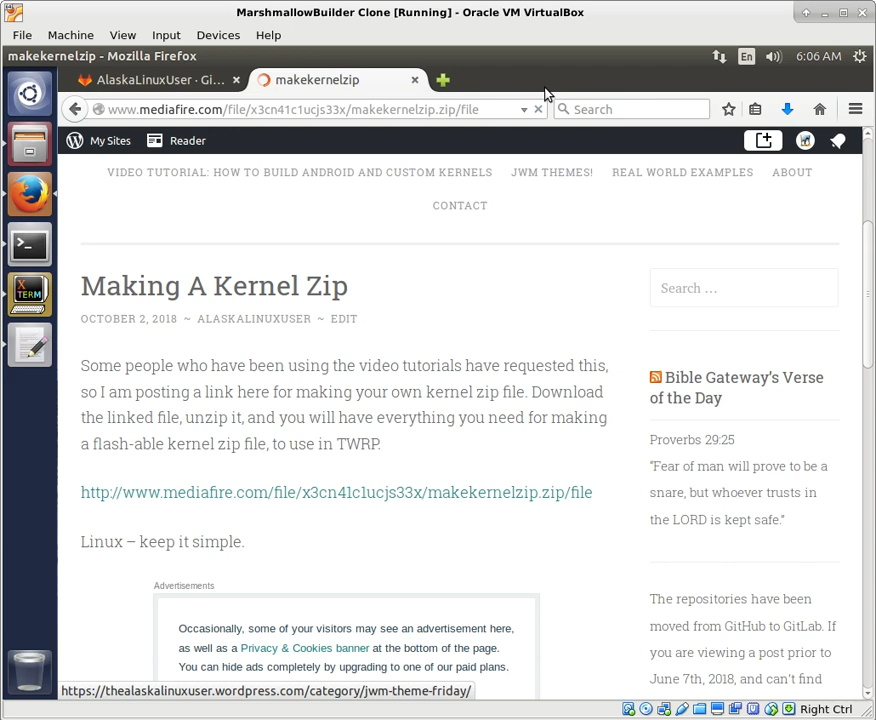 MarshmallowBuilder Clone [Running] - Oracle VM VirtualBox
File Machine View Input Devices Help
makekernelzip - Mozilla Firefox
En 6:06 AM
AlaskaLinuxUser - Gi...
makekernelzip
www.mediafire.com/file/x3cn41c1ucjs33x/makekernelzip.zip/file
Search
My Sites
Reader
VIDEO TUTORIAL: HOW TO BUILD ANDROID AND CUSTOM KERNELS JWM THEMES! REAL WORLD EXAMPLES ABOUT
CONTACT
Making A Kernel Zip
OCTOBER 2, 2018 ~ ALASKALINUXUSER ~ EDIT
Some people who have been using the video tutorials have requested this,
so I am posting a link here for making your own kernel zip file. Download
the linked file, unzip it, and you will have everything you need for making
a flash-able kernel zip file, to use in TWRP.
http://www.mediafire.com/file/x3cn41c1ucjs33x/makekernelzip.zip/file
Linux – keep it simple.
Advertisements
Occasionally, some of your visitors may see an advertisement here,
as well as a Privacy & Cookies banner at the bottom of the page.
You can hide ads completely by upgrading to one of our paid plans.
Search …
Bible Gateway’s Verse
of the Day
Proverbs 29:25
“Fear of man will prove to be a
snare, but whoever trusts in
the LORD is kept safe.”
The repositories have been
moved from GitHub to GitLab. If
you are viewing a post prior to
June 7th, 2018, and can’t find
X
TERM
https://thealaskalinuxuser.wordpress.com/category/jwm-theme-friday/
Right Ctrl